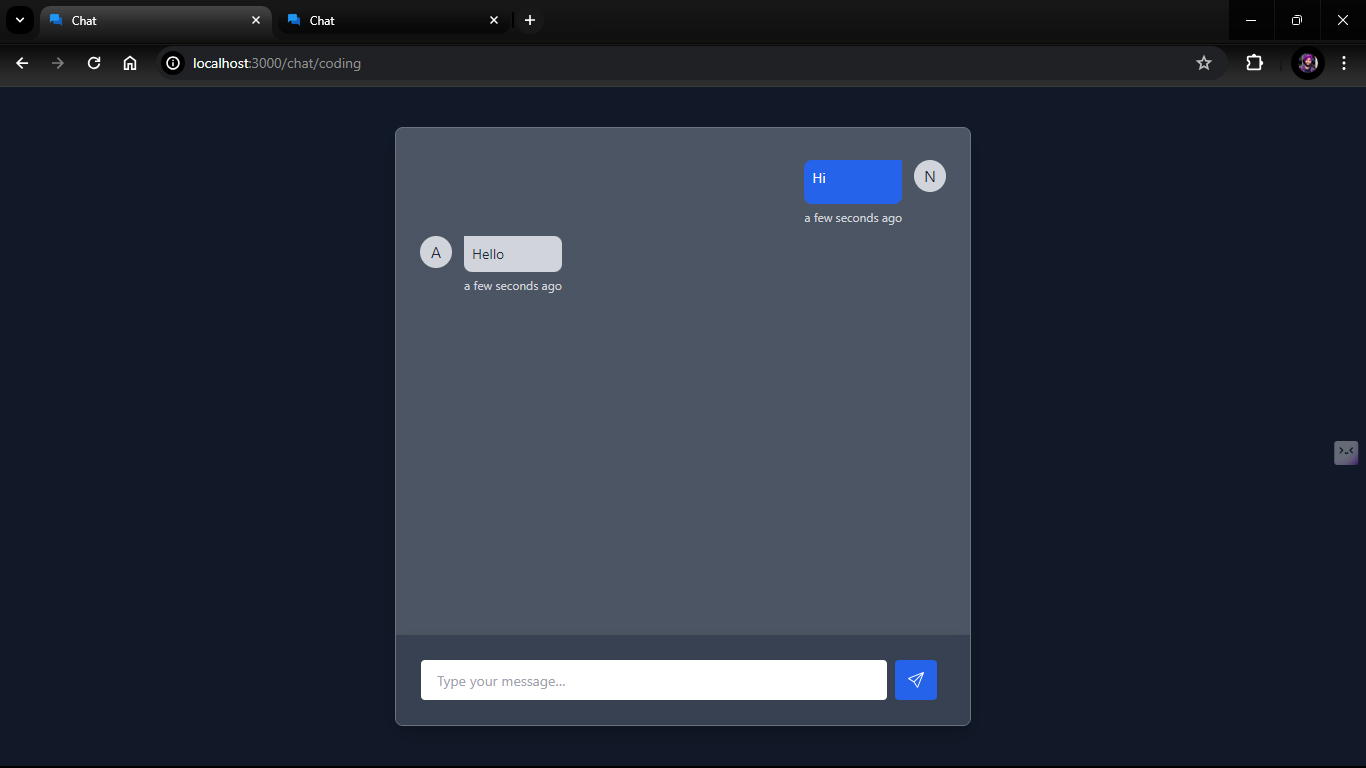 Chat
Chat
localhost:3000/chat/coding
Hi
N
a few seconds ago
A
Hello
a few seconds ago
Type your message...